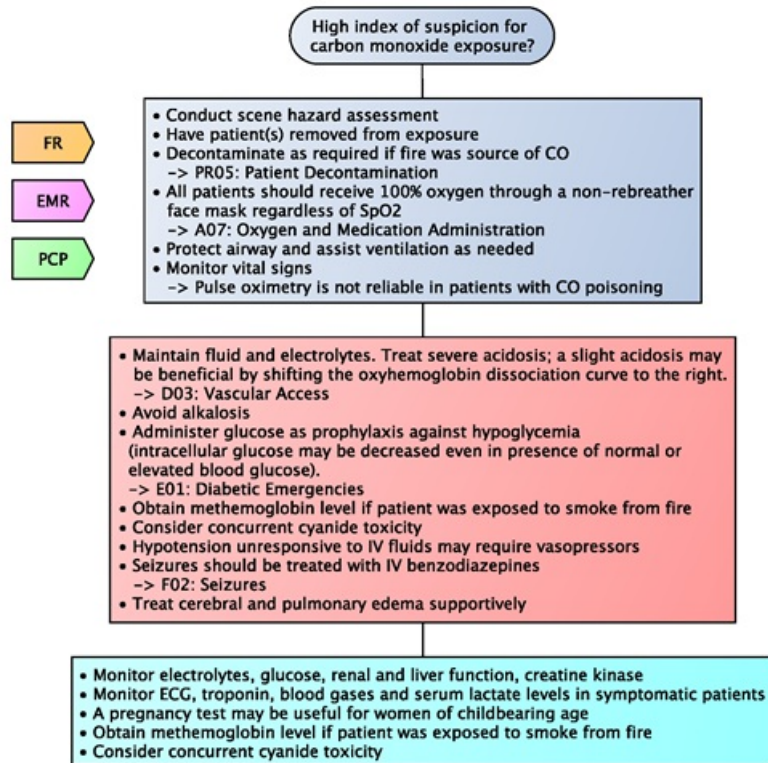 High index of suspicion for
carbon monoxide exposure?
FR
EMR
PCP
• Conduct scene hazard assessment
• Have patient(s) removed from exposure
• Decontaminate as required if fire was source of CO
-> PR05: Patient Decontamination
• All patients should receive 100% oxygen through a non-rebreather
face mask regardless of SpO2
-> A07: Oxygen and Medication Administration
• Protect airway and assist ventilation as needed
• Monitor vital signs
-> Pulse oximetry is not reliable in patients with CO poisoning
• Maintain fluid and electrolytes. Treat severe acidosis; a slight acidosis may
be beneficial by shifting the oxyhemoglobin dissociation curve to the right.
-> D03: Vascular Access
• Avoid alkalosis
• Administer glucose as prophylaxis against hypoglycemia
(intracellular glucose may be decreased even in presence of normal or
elevated blood glucose).
-> E01: Diabetic Emergencies
• Obtain methemoglobin level if patient was exposed to smoke from fire
• Consider concurrent cyanide toxicity
• Hypotension unresponsive to IV fluids may require vasopressors
• Seizures should be treated with IV benzodiazepines
-> F02: Seizures
• Treat cerebral and pulmonary edema supportively
• Monitor electrolytes, glucose, renal and liver function, creatine kinase
• Monitor ECG, troponin, blood gases and serum lactate levels in symptomatic patients
• A pregnancy test may be useful for women of childbearing age
• Obtain methemoglobin level if patient was exposed to smoke from fire
• Consider concurrent cyanide toxicity